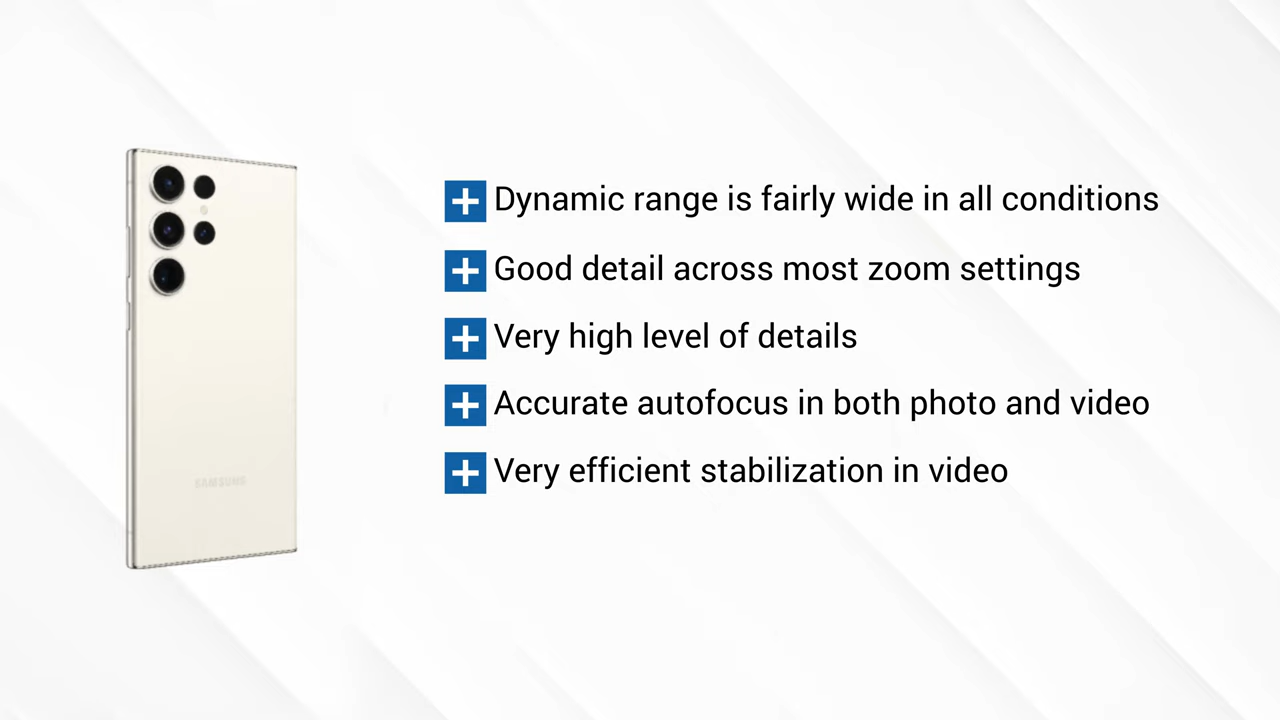 Dynamic range is fairly wide in all conditions
Good detail across most zoom settings
Very high level of details
Accurate autofocus in both photo and video
Very efficient stabilization in video
SAMSUNG